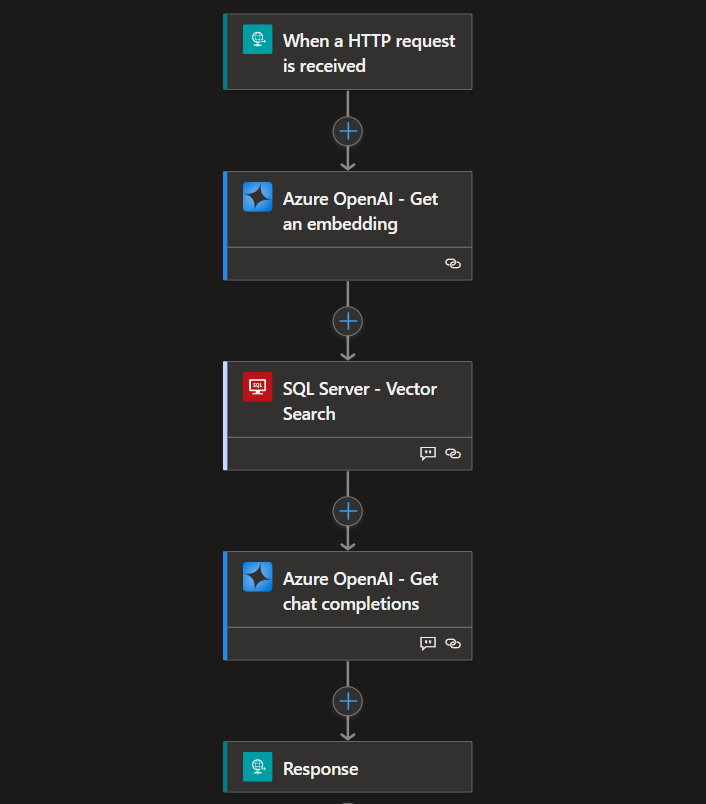 When a HTTP request
is received
Azure OpenAI - Get
an embedding
SQL
SQL Server - Vector
Search
Azure OpenAI - Get
chat completions
Response